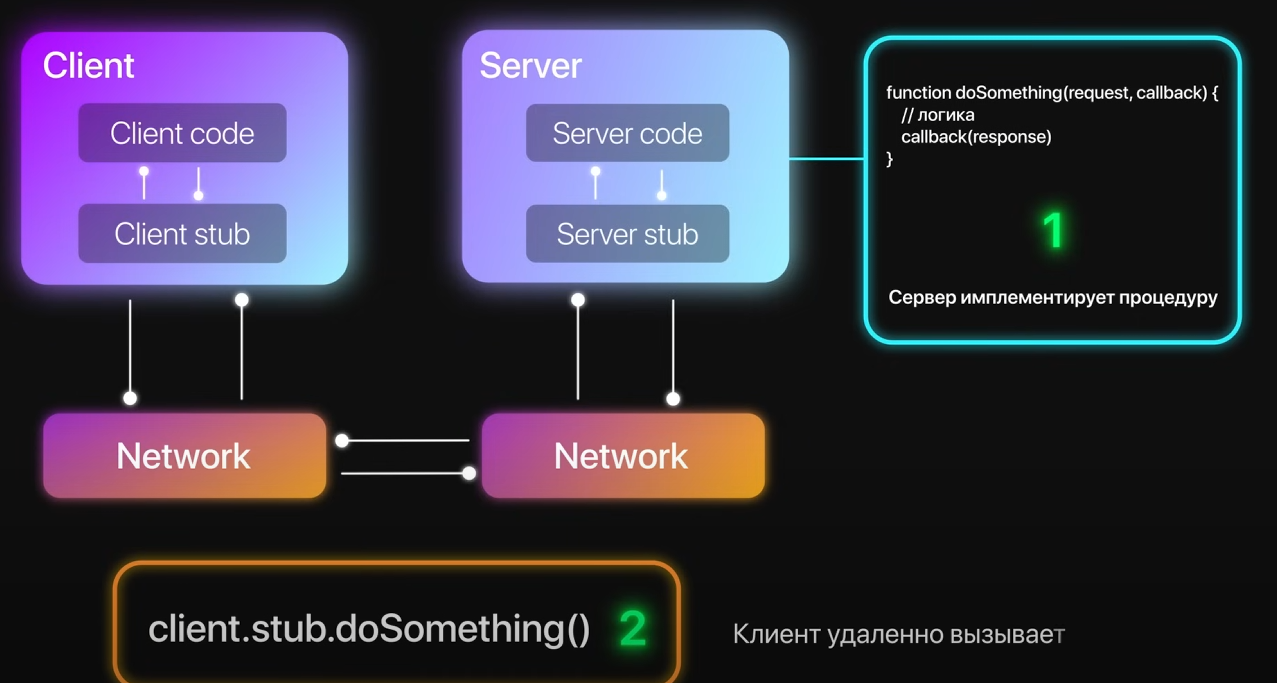 Client
Client code
Client stub
Server
Server code
Server stub
function doSomething(request, callback) {
// логика
callback(response)
}
1
Сервер имплементирует процедуру
Network
Network
client.stub.doSomething() 2
Клиент удаленно вызывает